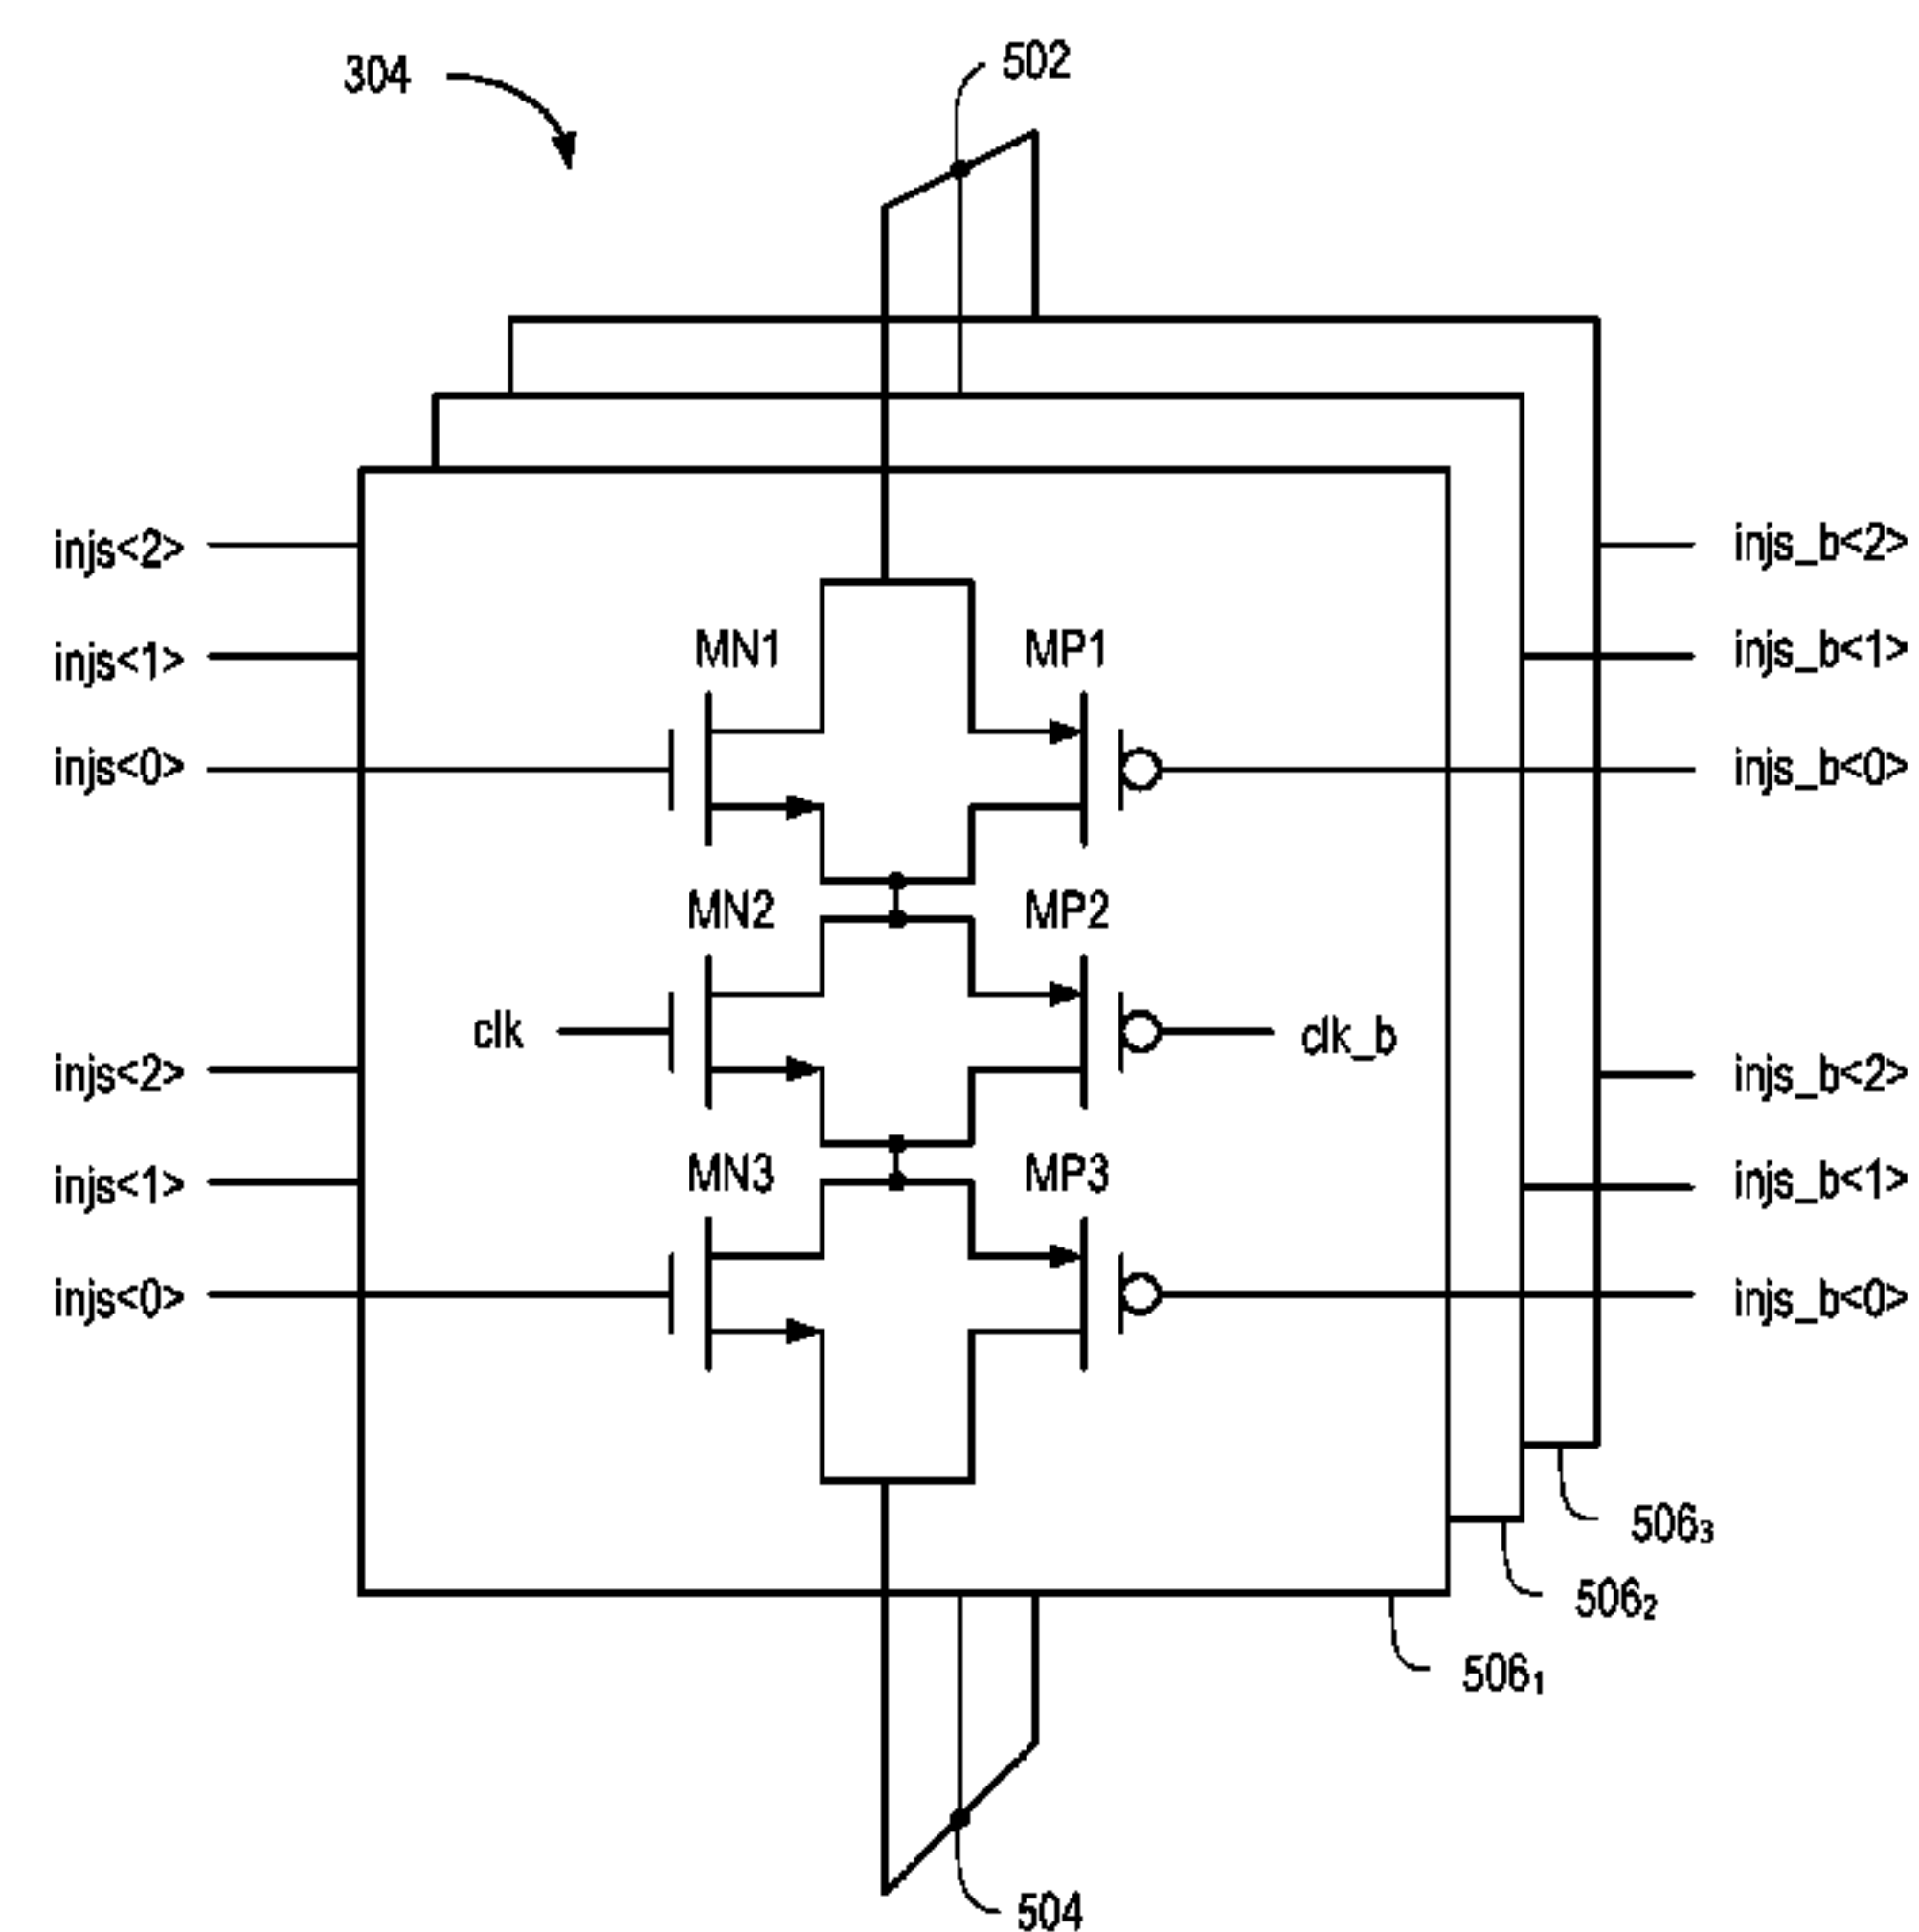 502
304
injs<2>
injs_b<2>
MN1
MP1
injs<1>
injs_b<1>
injs<0>
injs_b<0>
MN2
MP2
clk
clk_b
injs<2>
injs_b<2>
MN3
MP3
injs<1>
injs_b<1>
injs<0>
injs_b<0>
506₃
506₂
506₁
504